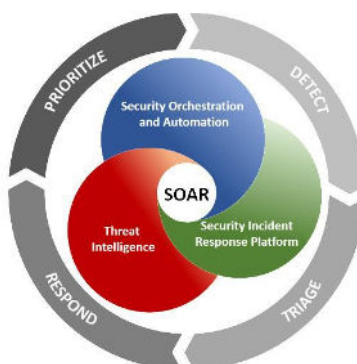 PRIORITIZE
DETECT
Security Orchestration
and Automation
SOAR
Threat
Intelligence
Security Incident
Response Platform
RESPOND
TRIAGE